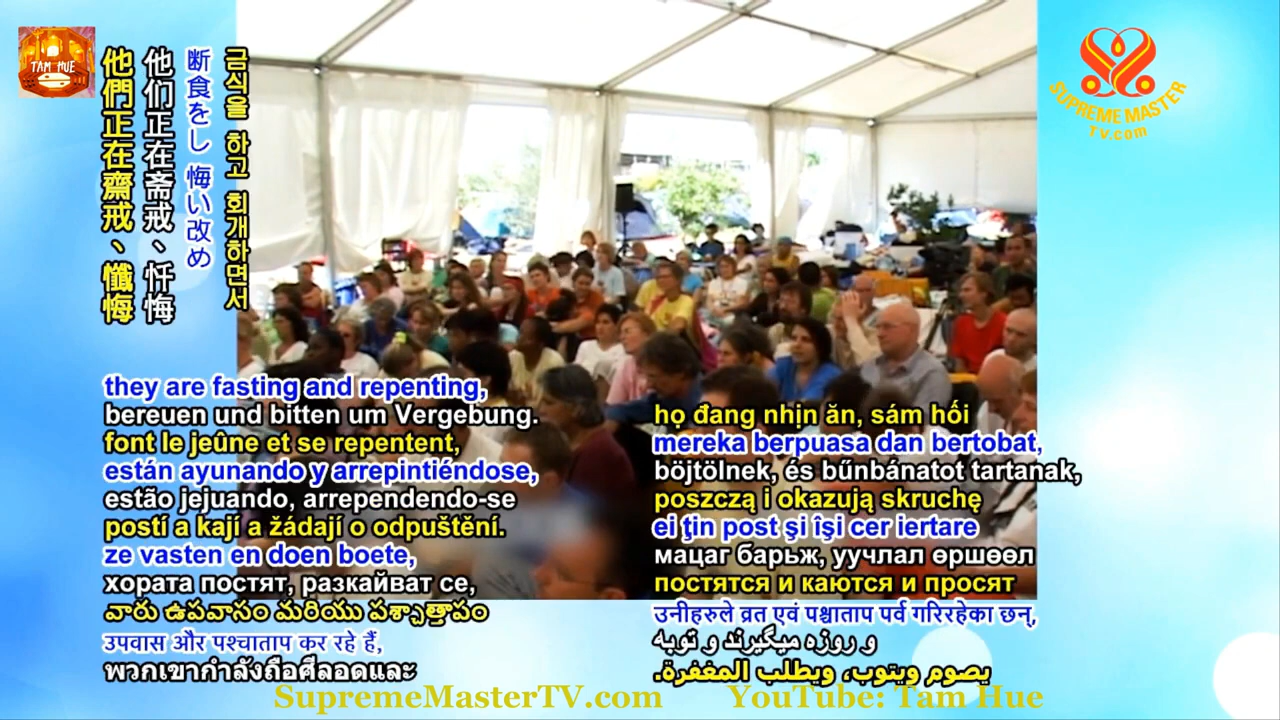 TAM HUE
他們正在齋戒、懺悔
他们正在斋戒、忏悔
断食をし 悔い改め
금식을 하고 회개하면서
SUPREME MASTER
TV.com
they are fasting and repenting,
bereuen und bitten um Vergebung.
font le jeûne et se repentent,
están ayunando y arrepintiéndose,
estão jejuando, arrependendo-se
postí a kají a žádají o odpuštění.
ze vasten en doen boete,
хората постят, разкайват се,
వారు ఉపవాసం మరియు పశ్చాత్తాపం
उपवास और पश्चाताप कर रहे हैं,
พวกเขากำลังถือศีลอดและ
họ đang nhịn ăn, sám hối
mereka berpuasa dan bertobat,
böjtölnek, és bűnbánatot tartanak,
poszczą i okazują skruchę
ei ţin post şi îşi cer iertare
мацаг барьж, уучлал өршөөл
постятся и каются и просят
उनीहरुले व्रत एवं पश्चाताप पर्व गरिरहेका छन्,
و روزه میگیرند و توبه
يصوم ويتوب، ويطلب المغفرة.
SupremeMasterTV.com
YouTube: Tam Hue